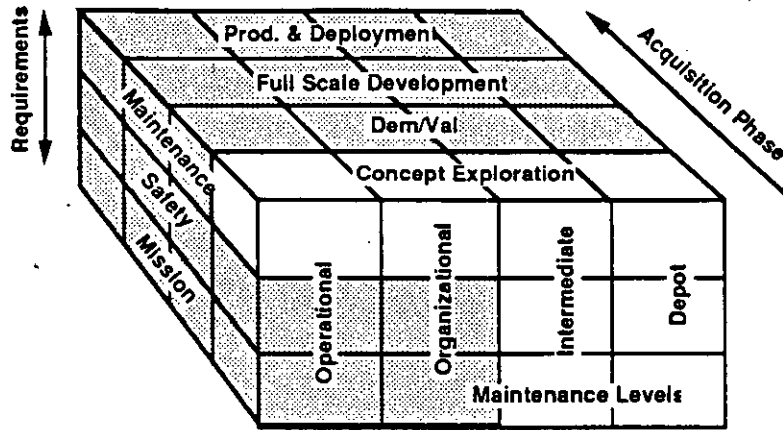 Requirements
Prod. & Deployment
Full Scale Development
Dem/Val
Concept Exploration
Acquisition Phase
Maintenance
Safety
Mission
Operational
Organizational
Intermediate
Depot
Maintenance Levels